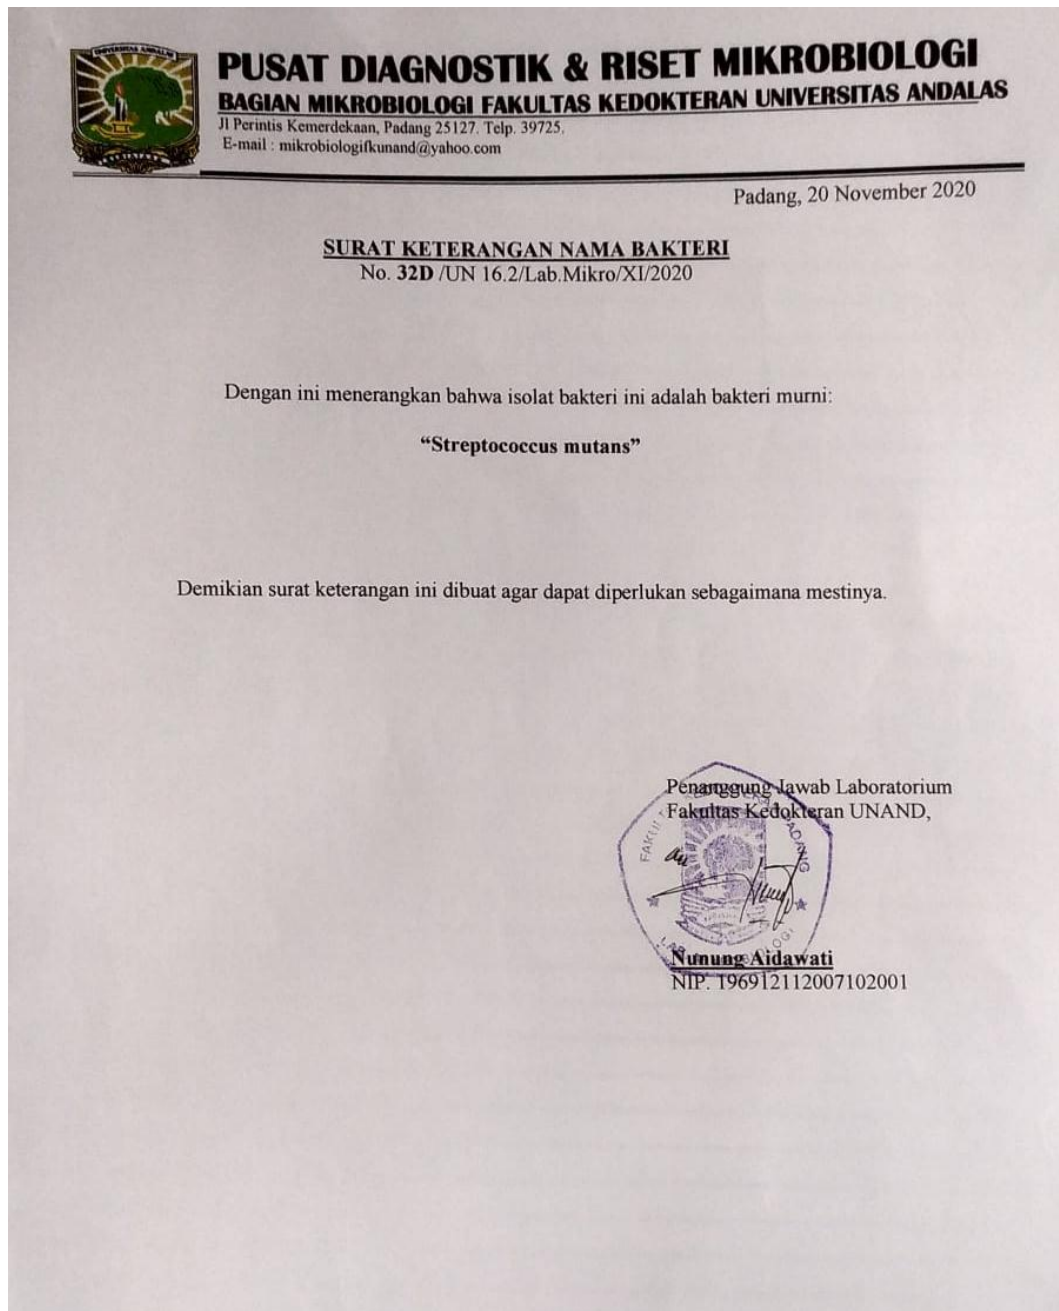 UNIVERSITAS ANDALAS
PUSAT DIAGNOSTIK & RISET MIKROBIOLOGI
BAGIAN MIKROBIOLOGI FAKULTAS KEDOKTERAN UNIVERSITAS ANDALAS
Jl Perintis Kemerdekaan, Padang 25127. Telp. 39725.
E-mail : mikrobiologifkunand@yahoo.com
Padang, 20 November 2020
SURAT KETERANGAN NAMA BAKTERI
No. 32D /UN 16.2/Lab.Mikro/XI/2020
Dengan ini menerangkan bahwa isolat bakteri ini adalah bakteri murni:
“Streptococcus mutans”
Demikian surat keterangan ini dibuat agar dapat diperlukan sebagaimana mestinya.
Penanggung Jawab Laboratorium
Fakultas Kedokteran UNAND,
an
Nunung Aidawati
NIP. 196912112007102001